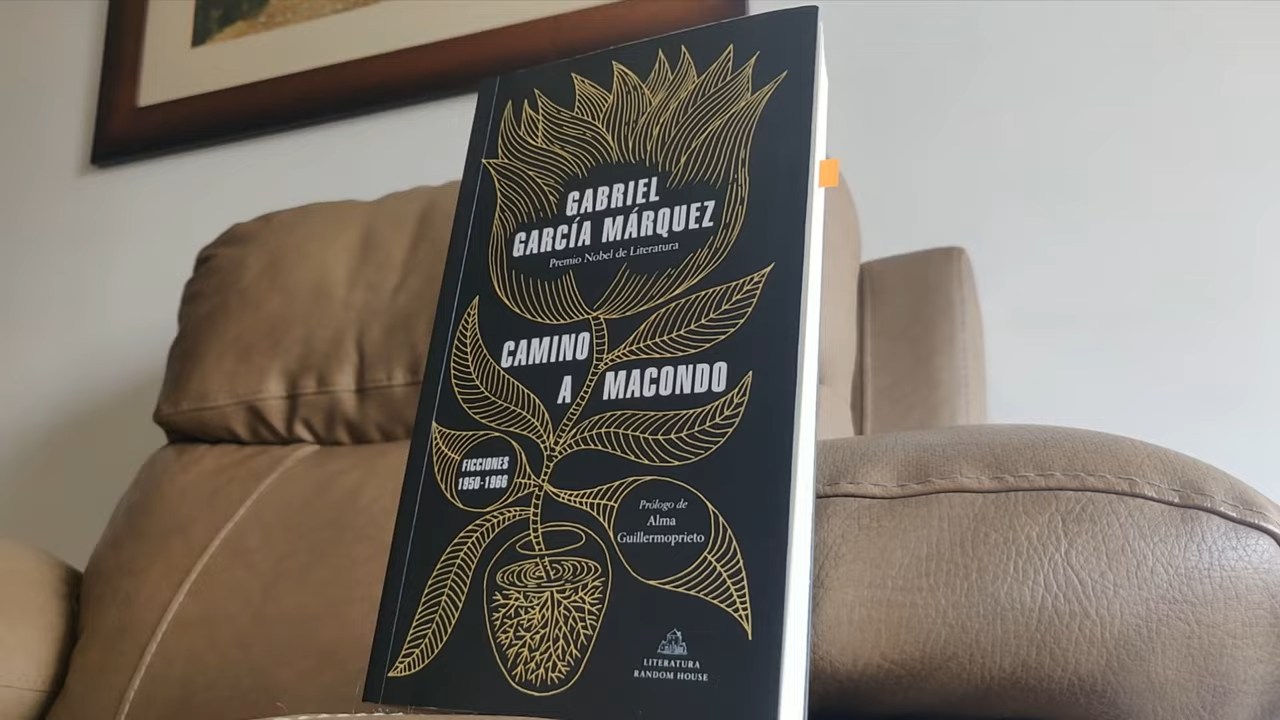 GABRIEL
GARCÍA MÁRQUEZ
Premio Nobel de Literatura
CAMINO
A MACONDO
FICCIONES
1950-1966
Prólogo de
Alma
Guillermoprieto
LITERATURA
RANDOM HOUSE